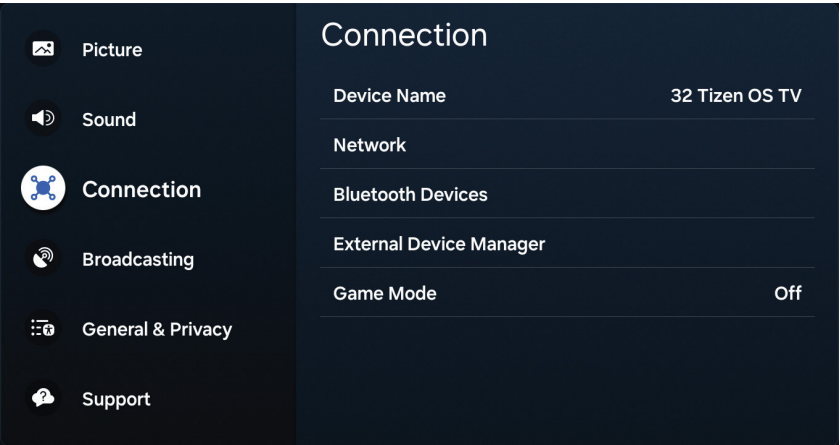 Picture
Sound
Connection
Broadcasting
General & Privacy
Support
Connection
Device Name 32 Tizen OS TV
Network
Bluetooth Devices
External Device Manager
Game Mode Off